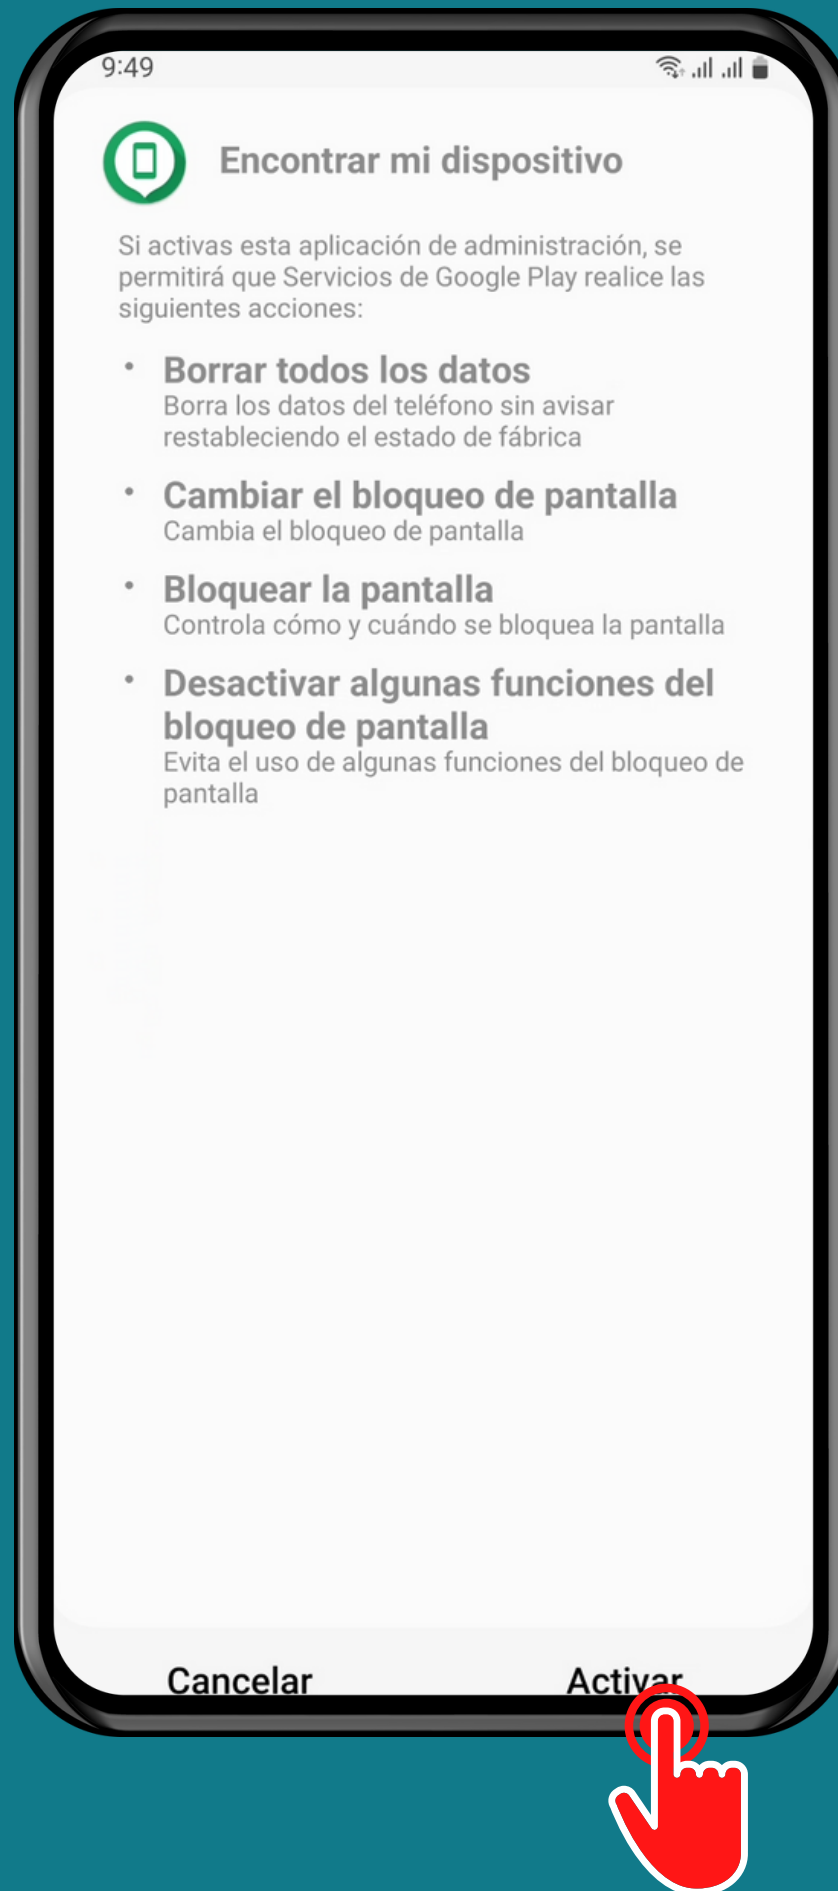 9:49
Encontrar mi dispositivo
Si activas esta aplicación de administración, se
permitirá que Servicios de Google Play realice las
siguientes acciones:
• Borrar todos los datos
Borra los datos del teléfono sin avisar
restableciendo el estado de fábrica
• Cambiar el bloqueo de pantalla
Cambia el bloqueo de pantalla
• Bloquear la pantalla
Controla cómo y cuándo se bloquea la pantalla
• Desactivar algunas funciones del
bloqueo de pantalla
Evita el uso de algunas funciones del bloqueo de
pantalla
Cancelar
Activar